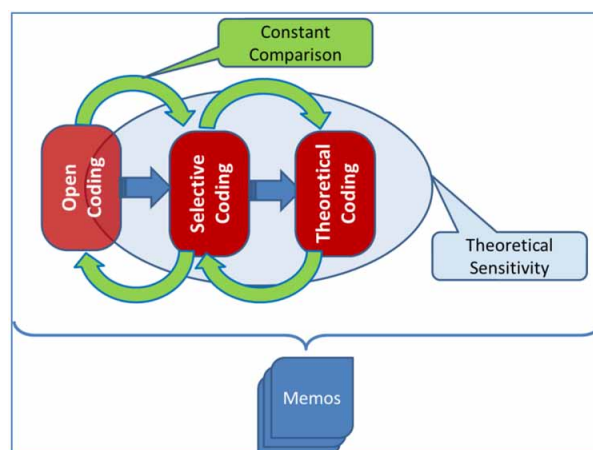 Constant
Comparison
Open
Coding
Selective
Coding
Theoretical
Coding
Theoretical
Sensitivity
Memos